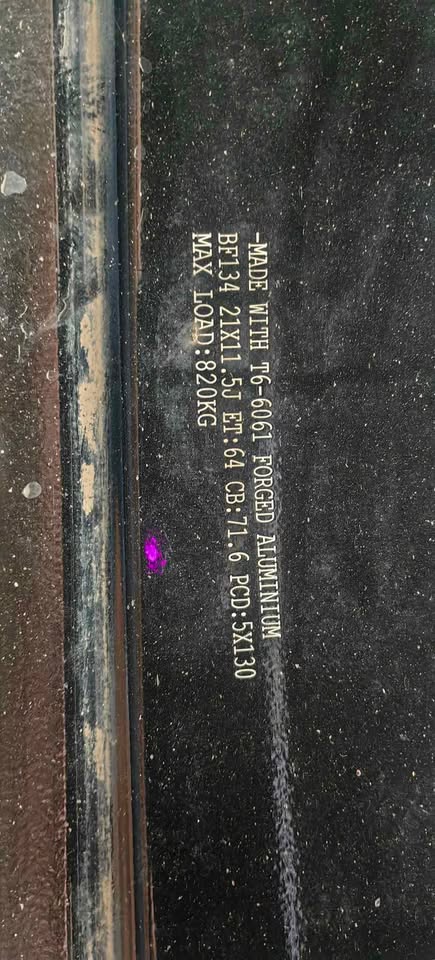 -MADE WITH T6-6061 FORGED ALUMINIUM
BF134 21X11.5J ET:64 CB:71.6 PCD:5X130
MAX LOAD:820KG